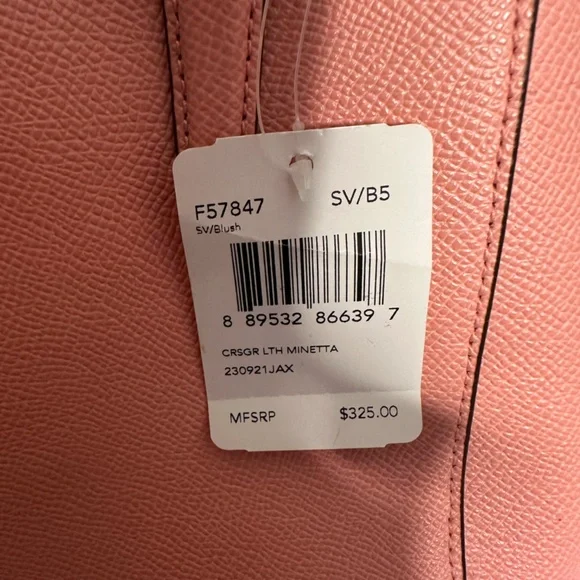 F57847 SV/B5
SV/Blush
8 89532 86639 7
CRSGR LTH MINETTA
230921JAX
MFSRP $325.00